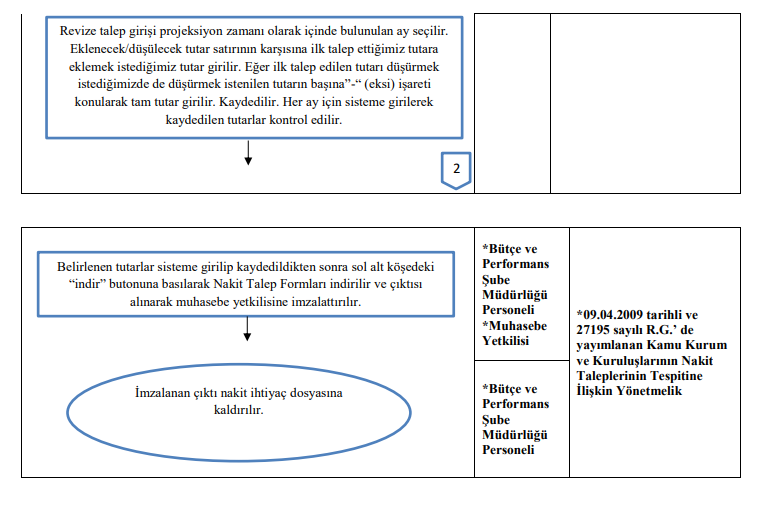 Revize talep girişi projeksiyon zamanı olarak içinde bulunulan ay seçilir.
Eklenecek/düşülecek tutar satırının karşısına ilk talep ettiğimiz tutara
eklemek istediğimiz tutar girilir. Eğer ilk talep edilen tutarı düşürmek
istediğimizde de düşürmek istenilen tutarın başına”-“ (eksi) işareti
konularak tam tutar girilir. Kaydedilir. Her ay için sisteme girilerek
kaydedilen tutarlar kontrol edilir.
2
Belirlenen tutarlar sisteme girilip kaydedildikten sonra sol alt köşedeki
“indir” butonuna basılarak Nakit Talep Formları indirilir ve çıktısı
alınarak muhasebe yetkilisine imzalattırılır.
*Bütçe ve
Performans
Şube
Müdürlüğü
Personeli
*Muhasebe
Yetkilisi
*09.04.2009 tarihli ve
27195 sayılı R.G.’ de
yayımlanan Kamu Kurum
ve Kuruluşlarının Nakit
Taleplerinin Tespitine
İlişkin Yönetmelik
İmzalanan çıktı nakit ihtiyaç dosyasına
kaldırılır.
*Bütçe ve
Performans
Şube
Müdürlüğü
Personeli